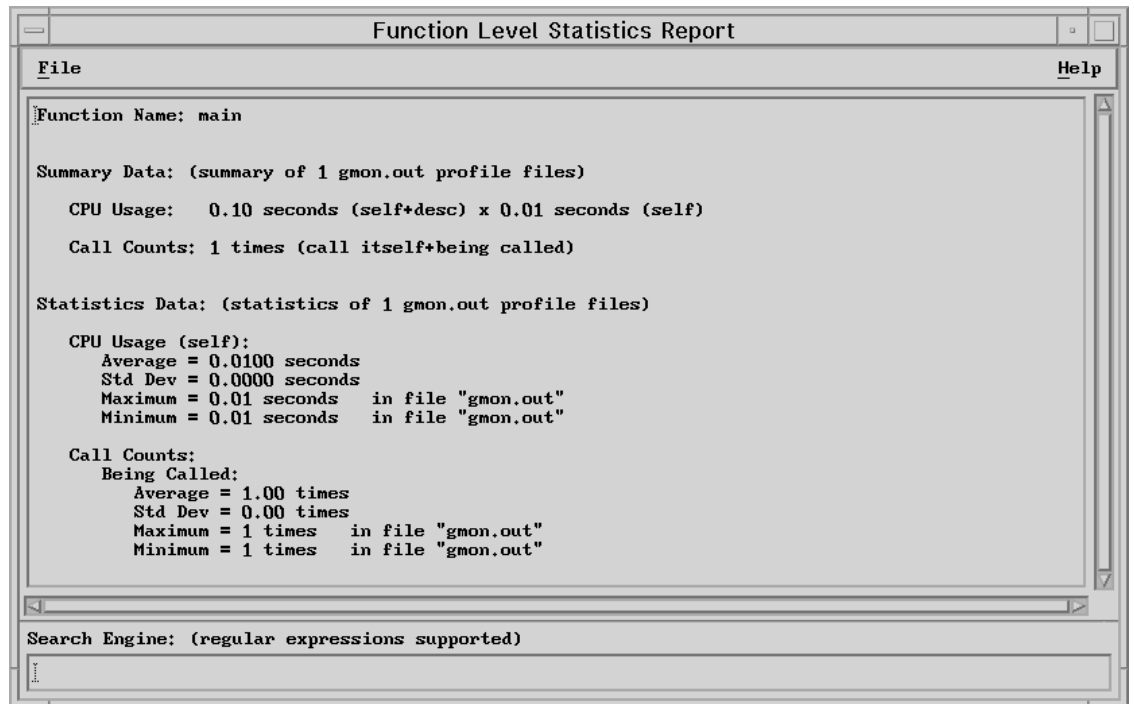 Function Level Statistics Report
File Help
Function Name: main
Summary Data: (summary of 1 gmon.out profile files)
CPU Usage: 0.10 seconds (self+desc) x 0.01 seconds (self)
Call Counts: 1 times (call itself+being called)
Statistics Data: (statistics of 1 gmon.out profile files)
CPU Usage (self):
Average = 0.0100 seconds
Std Dev = 0.0000 seconds
Maximum = 0.01 seconds in file "gmon.out"
Minimum = 0.01 seconds in file "gmon.out"
Call Counts:
Being Called:
Average = 1.00 times
Std Dev = 0.00 times
Maximum = 1 times in file "gmon.out"
Minimum = 1 times in file "gmon.out"
Search Engine: (regular expressions supported)